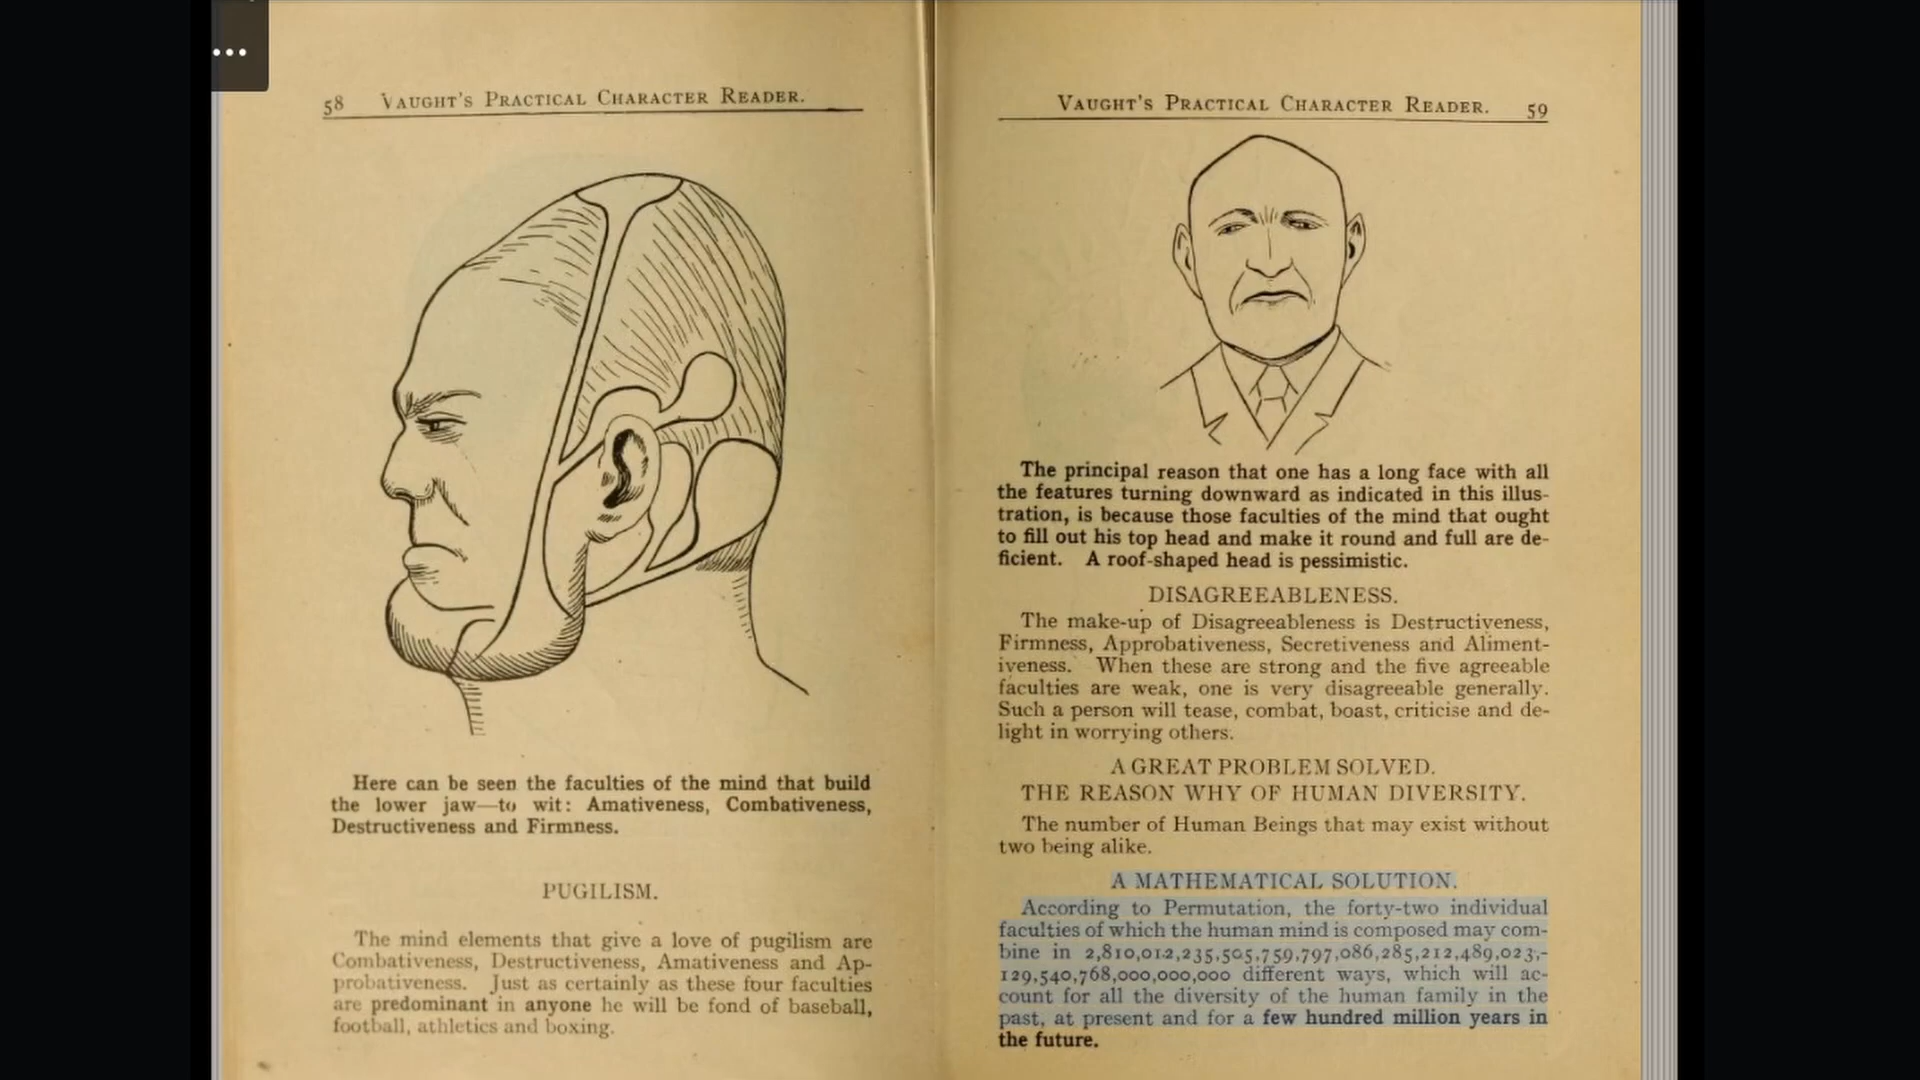 58 VAUGHT'S PRACTICAL CHARACTER READER.
Here can be seen the faculties of the mind that build
the lower jaw—to wit: Amativeness, Combativeness,
Destructiveness and Firmness.
PUGILISM.
The mind elements that give a love of pugilism are
Combativeness, Destructiveness, Amativeness and Ap-
probativeness. Just as certainly as these four faculties
are predominant in anyone he will be fond of baseball,
football, athletics and boxing.
VAUGHT'S PRACTICAL CHARACTER READER. 59
The principal reason that one has a long face with all
the features turning downward as indicated in this illus-
tration, is because those faculties of the mind that ought
to fill out his top head and make it round and full are de-
ficient. A roof-shaped head is pessimistic.
DISAGREEABLENESS.
The make-up of Disagreeableness is Destructiveness,
Firmness, Approbativeness, Secretiveness and Aliment-
iveness. When these are strong and the five agreeable
faculties are weak, one is very disagreeable generally.
Such a person will tease, combat, boast, criticise and de-
light in worrying others.
A GREAT PROBLEM SOLVED.
THE REASON WHY OF HUMAN DIVERSITY.
The number of Human Beings that may exist without
two being alike.
A MATHEMATICAL SOLUTION.
According to Permutation, the forty-two individual
faculties of which the human mind is composed may com-
bine in 2,810,012,235,505,759,797,086,285,212,489,023,-
129,540,768,000,000,000 different ways, which will ac-
count for all the diversity of the human family in the
past, at present and for a few hundred million years in
the future.